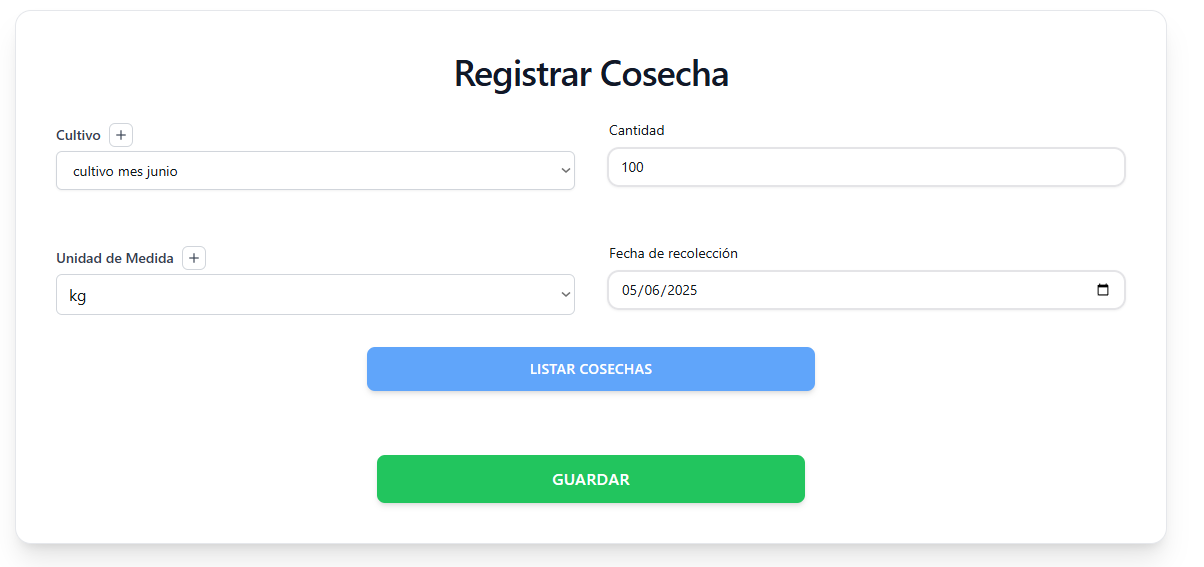 Registrar Cosecha
Cultivo +
cultivo mes junio
Cantidad
100
Unidad de Medida +
kg
Fecha de recolección
05/06/2025
LISTAR COSECHAS
GUARDAR